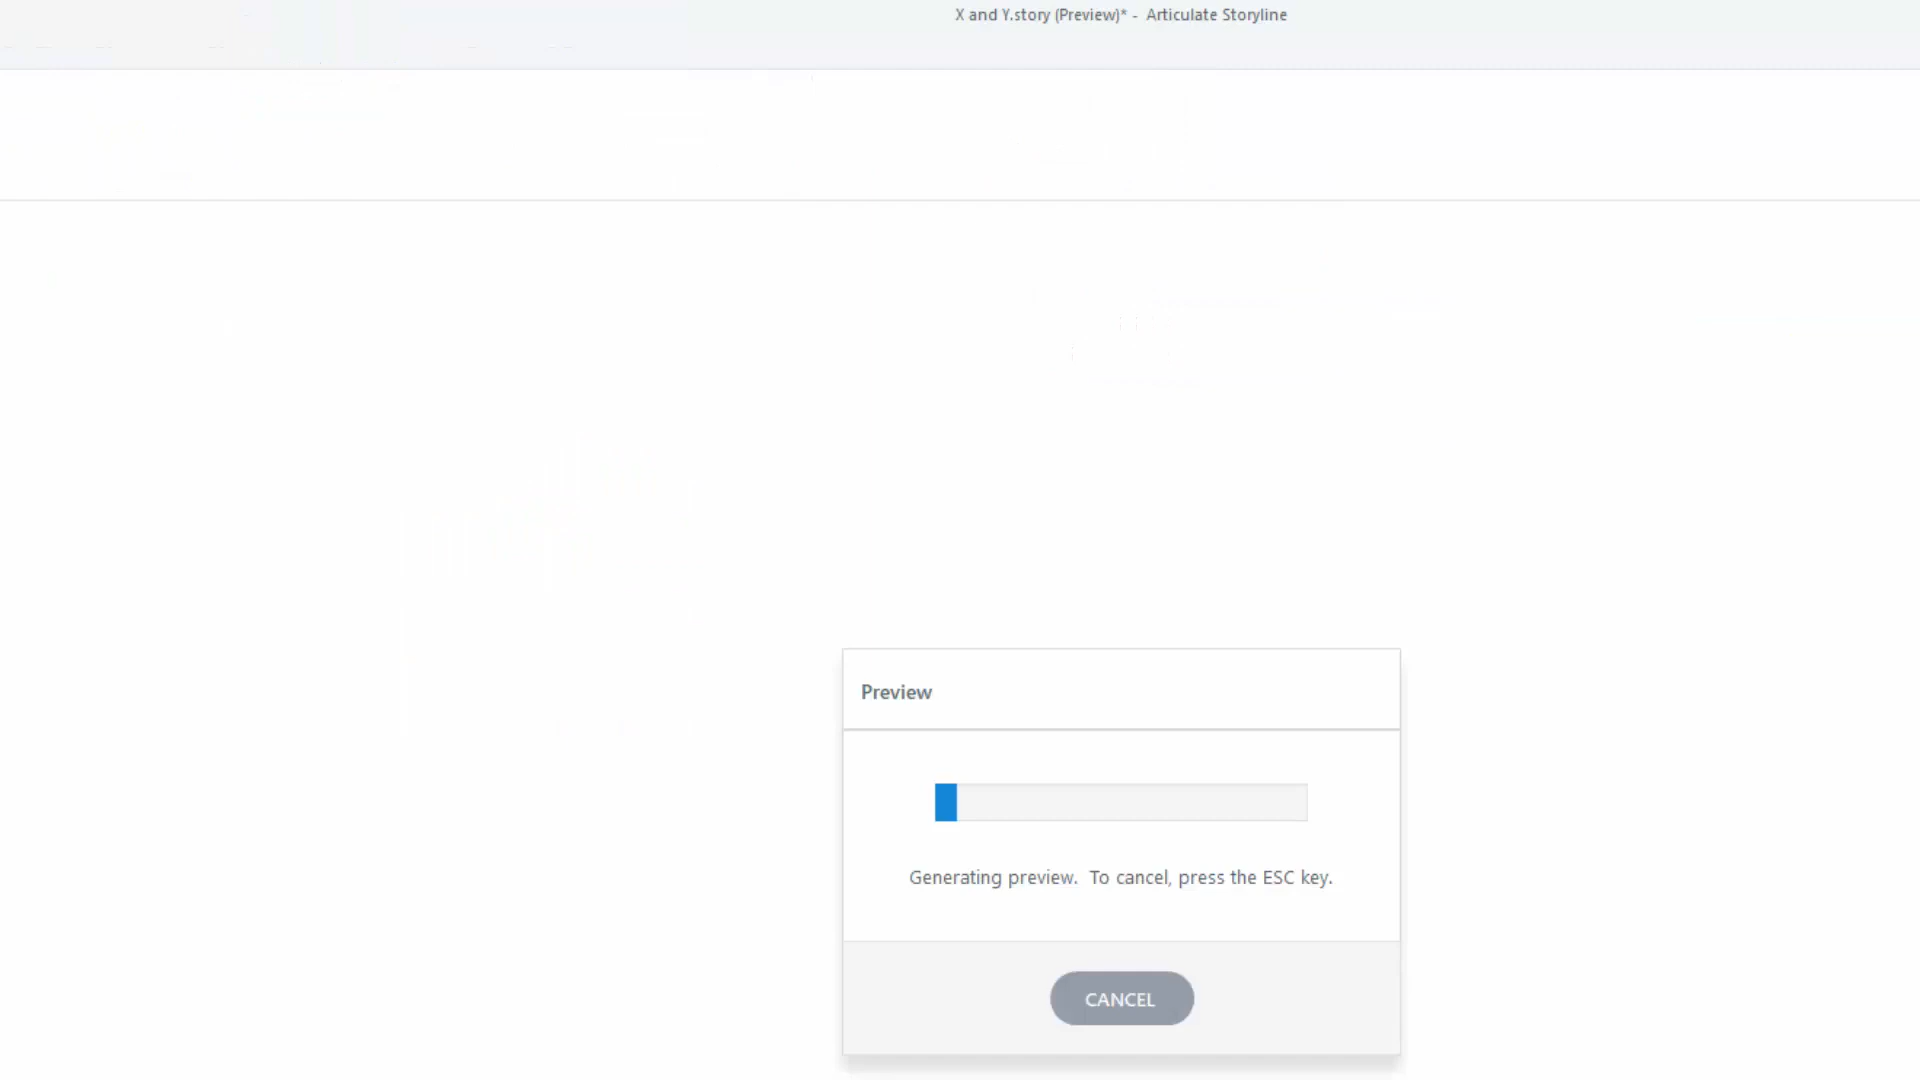 X and Y.story (Preview)* - Articulate Storyline
Preview
Generating preview. To cancel, press the ESC key.
CANCEL